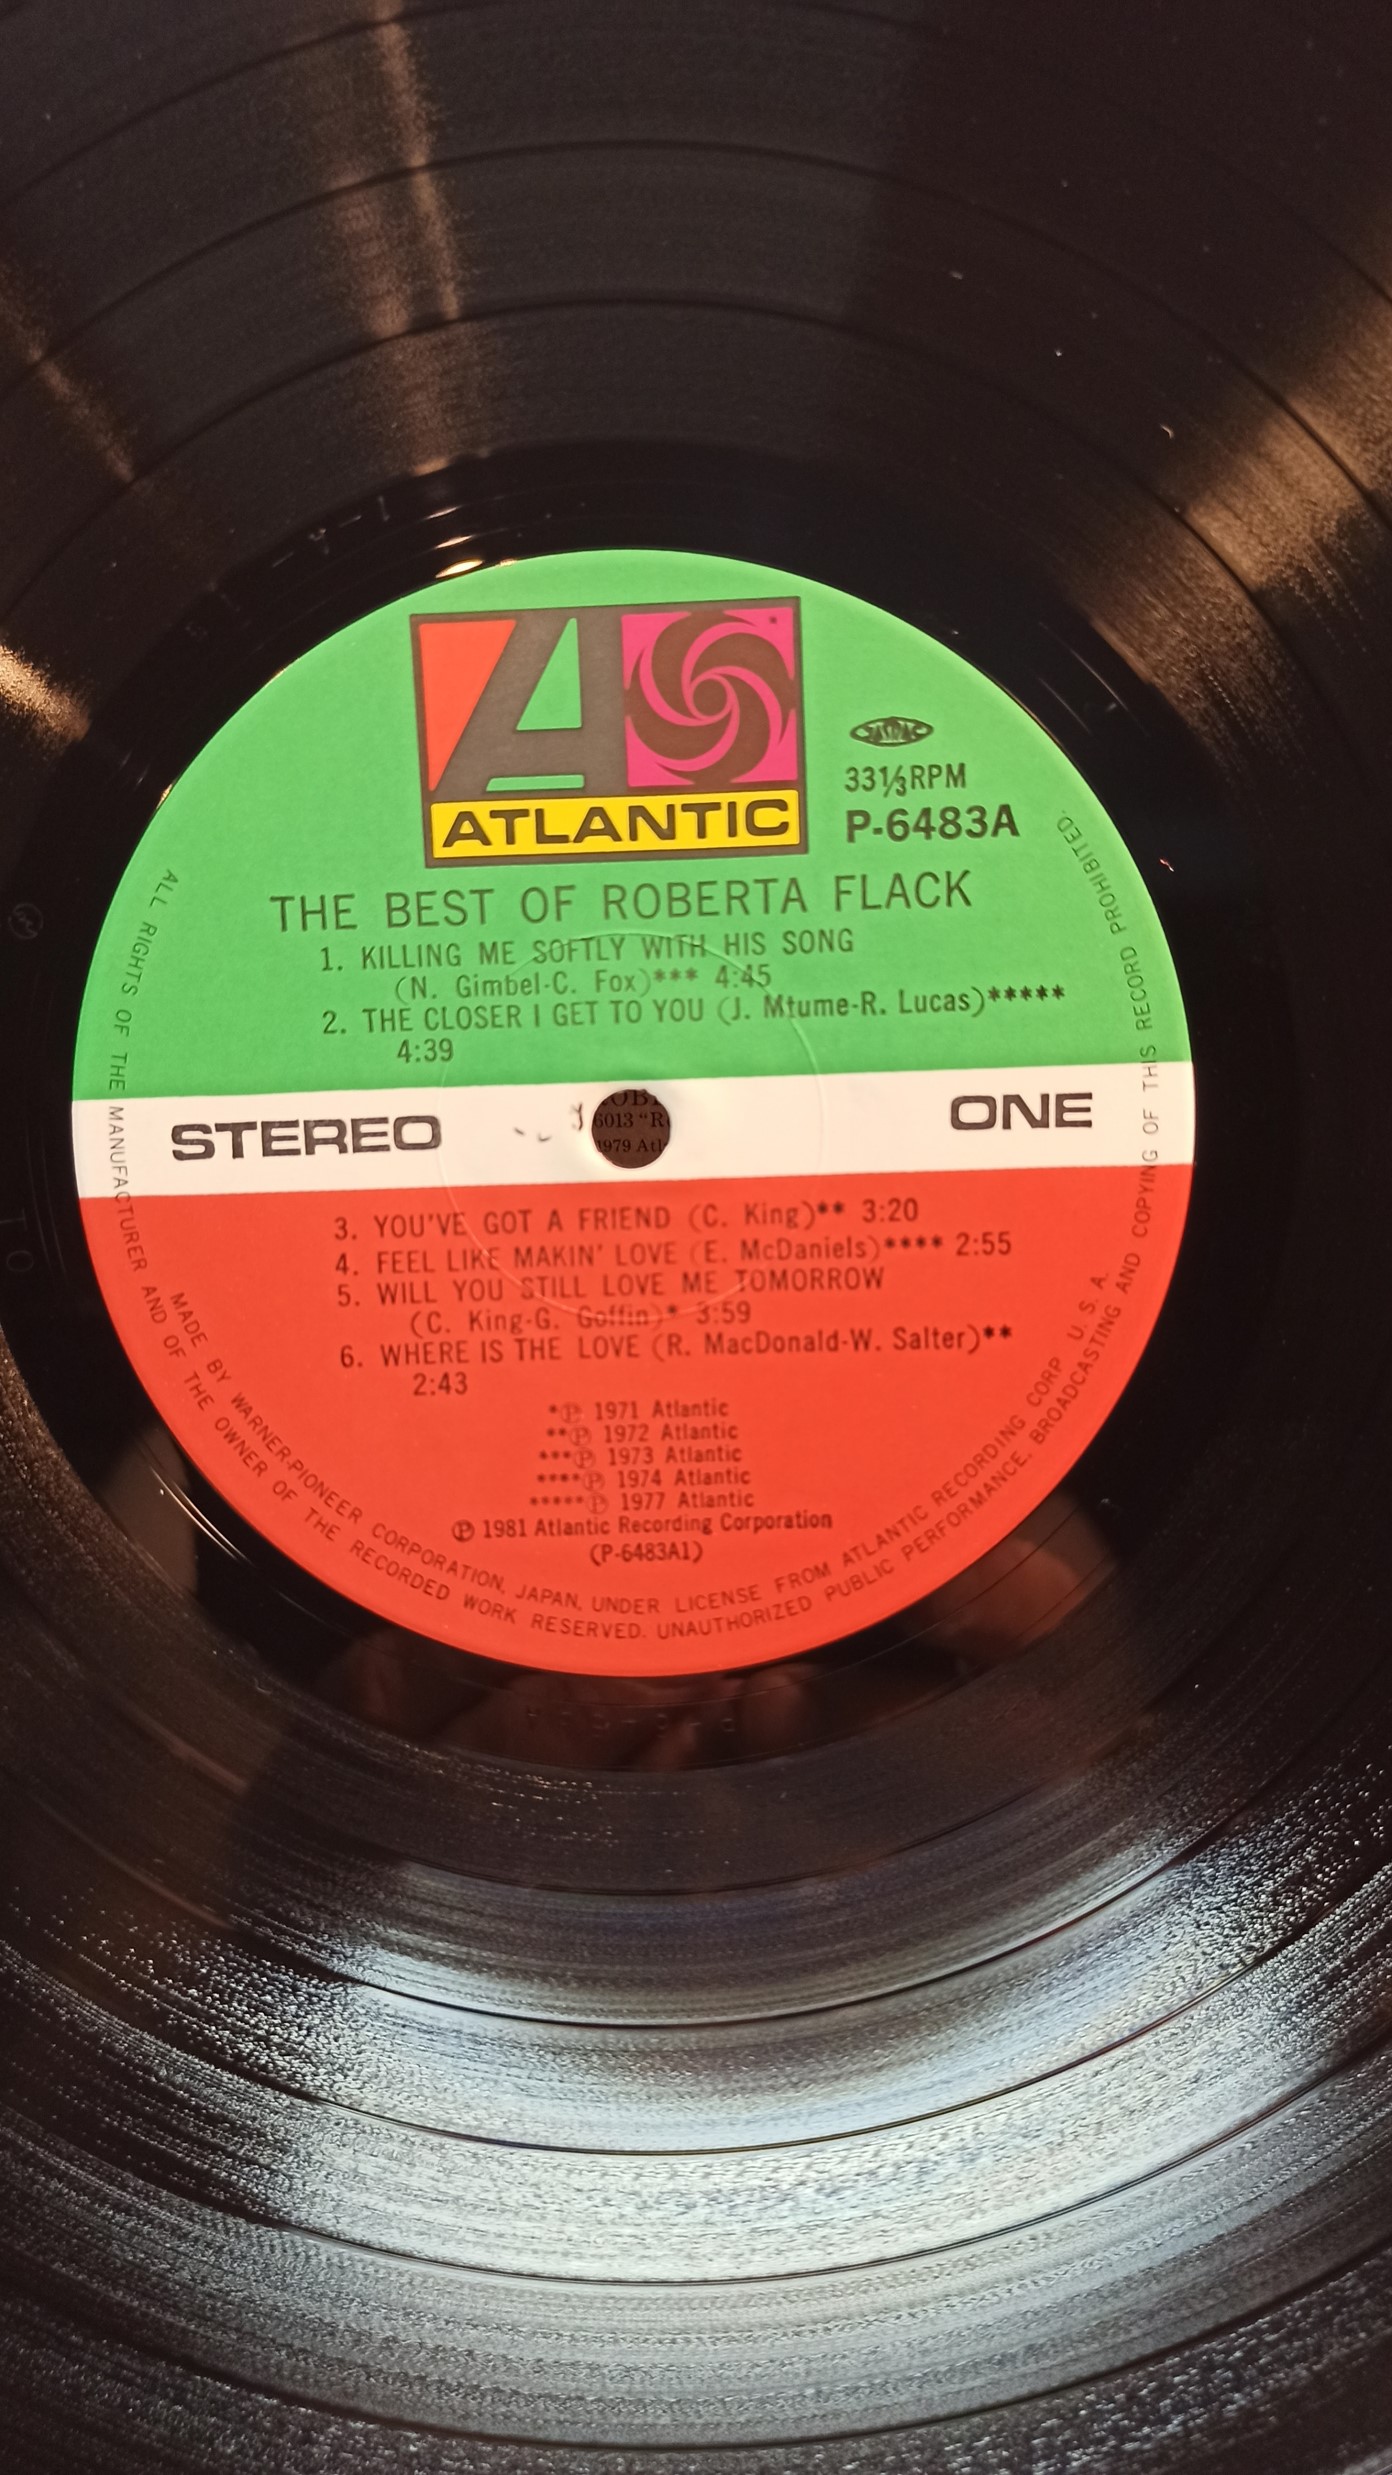 ATLANTIC
JASRAC
33⅓RPM
P-6483A
THE BEST OF ROBERTA FLACK
1. KILLING ME SOFTLY WITH HIS SONG
(N. Gimbel-C. Fox)*** 4:45
2. THE CLOSER I GET TO YOU (J. Mtume-R. Lucas)*****
4:39
STEREO
ONE
6013 "R
1979 Atl
3. YOU'VE GOT A FRIEND (C. King)** 3:20
4. FEEL LIKE MAKIN' LOVE (E. McDaniels)**** 2:55
5. WILL YOU STILL LOVE ME TOMORROW
(C. King-G. Goffin)* 3:59
6. WHERE IS THE LOVE (R. MacDonald-W. Salter)**
2:43
*Ⓟ 1971 Atlantic
**Ⓟ 1972 Atlantic
***Ⓟ 1973 Atlantic
****Ⓟ 1974 Atlantic
*****Ⓟ 1977 Atlantic
Ⓟ 1981 Atlantic Recording Corporation
(P-6483A1)
MADE BY WARNER-PIONEER CORPORATION, JAPAN, UNDER LICENSE FROM ATLANTIC RECORDING CORP. U. S. A.
ALL RIGHTS OF THE MANUFACTURER AND OF THE OWNER OF THE RECORDED WORK RESERVED. UNAUTHORIZED PUBLIC PERFORMANCE, BROADCASTING AND COPYING OF THIS RECORD PROHIBITED.